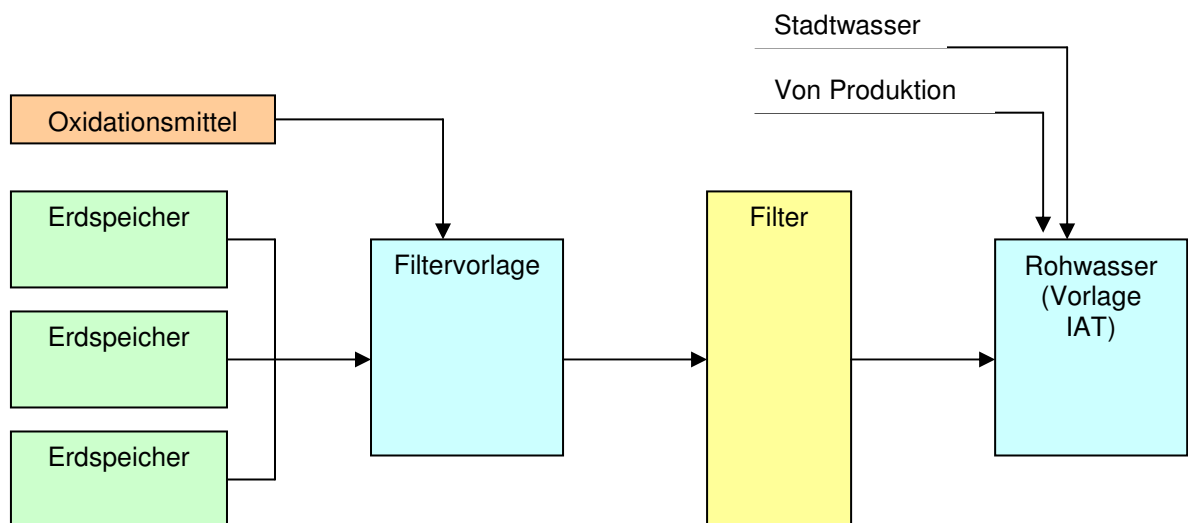 Stadtwasser
Von Produktion
Oxidationsmittel
Erdspeicher
Erdspeicher
Erdspeicher
Filtervorlage
Filter
Rohwasser
(Vorlage
IAT)